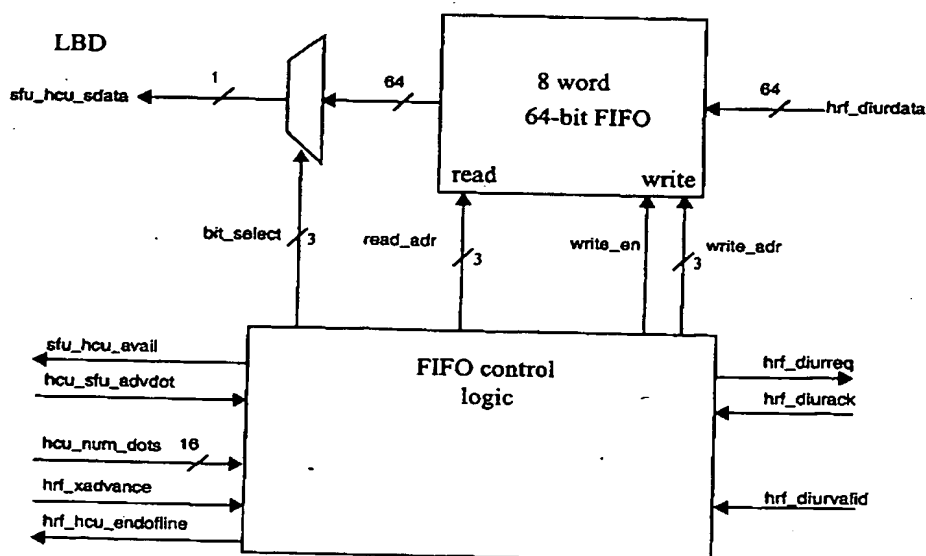 LBD
1
64
8 word
64-bit FIFO
64
sfu_hcu_sdata
hrf_diurdata
read
write
bit_select
3
read_adr
3
write_en
write_adr
3
sfu_hcu_avail
hcu_sfu_advdot
FIFO control
logic
hrf_diurreq
hrf_diurack
hcu_num_dots 16
hrf_xadvance
hrf_hcu_endofline
hrf_diurvalid